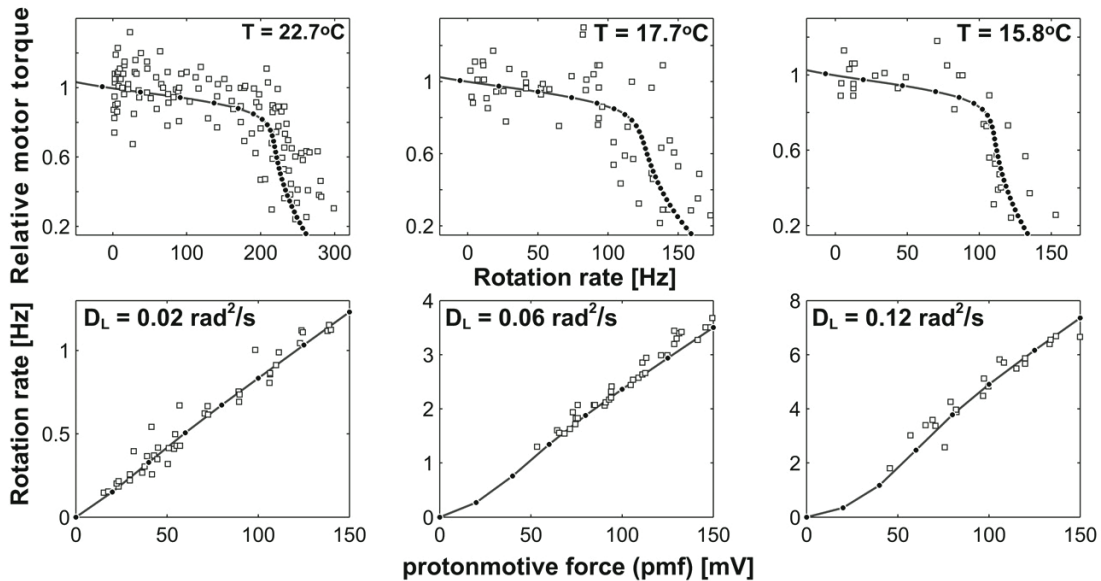 Relative motor torque
T = 22.7°C
T = 17.7°C
T = 15.8°C
1
0.6
0.2
0 100 200 300
1
0.6
0.2
0 50 100 150
1
0.6
0.2
0 50 100 150
Rotation rate [Hz]
Rotation rate [Hz]
D_L = 0.02 rad²/s
D_L = 0.06 rad²/s
D_L = 0.12 rad²/s
1
0.5
0
0 50 100 150
4
3
2
1
0
0 50 100 150
8
6
4
2
0
0 50 100 150
protonmotive force (pmf) [mV]